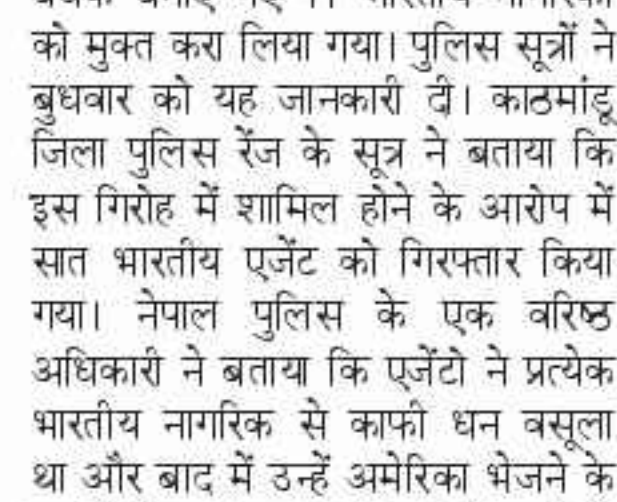 को मुक्त करा लिया गया। पुलिस सूत्रों ने
बुधवार को यह जानकारी दी। काठमांडू
जिला पुलिस रेंज के सूत्र ने बताया कि
इस गिरोह में शामिल होने के आरोप में
सात भारतीय एजेंट को गिरफ्तार किया
गया। नेपाल पुलिस के एक वरिष्ठ
अधिकारी ने बताया कि एजेंटो ने प्रत्येक
भारतीय नागरिक से काफी धन वसूला
था और बाद में उन्हें अमेरिका भेजने के